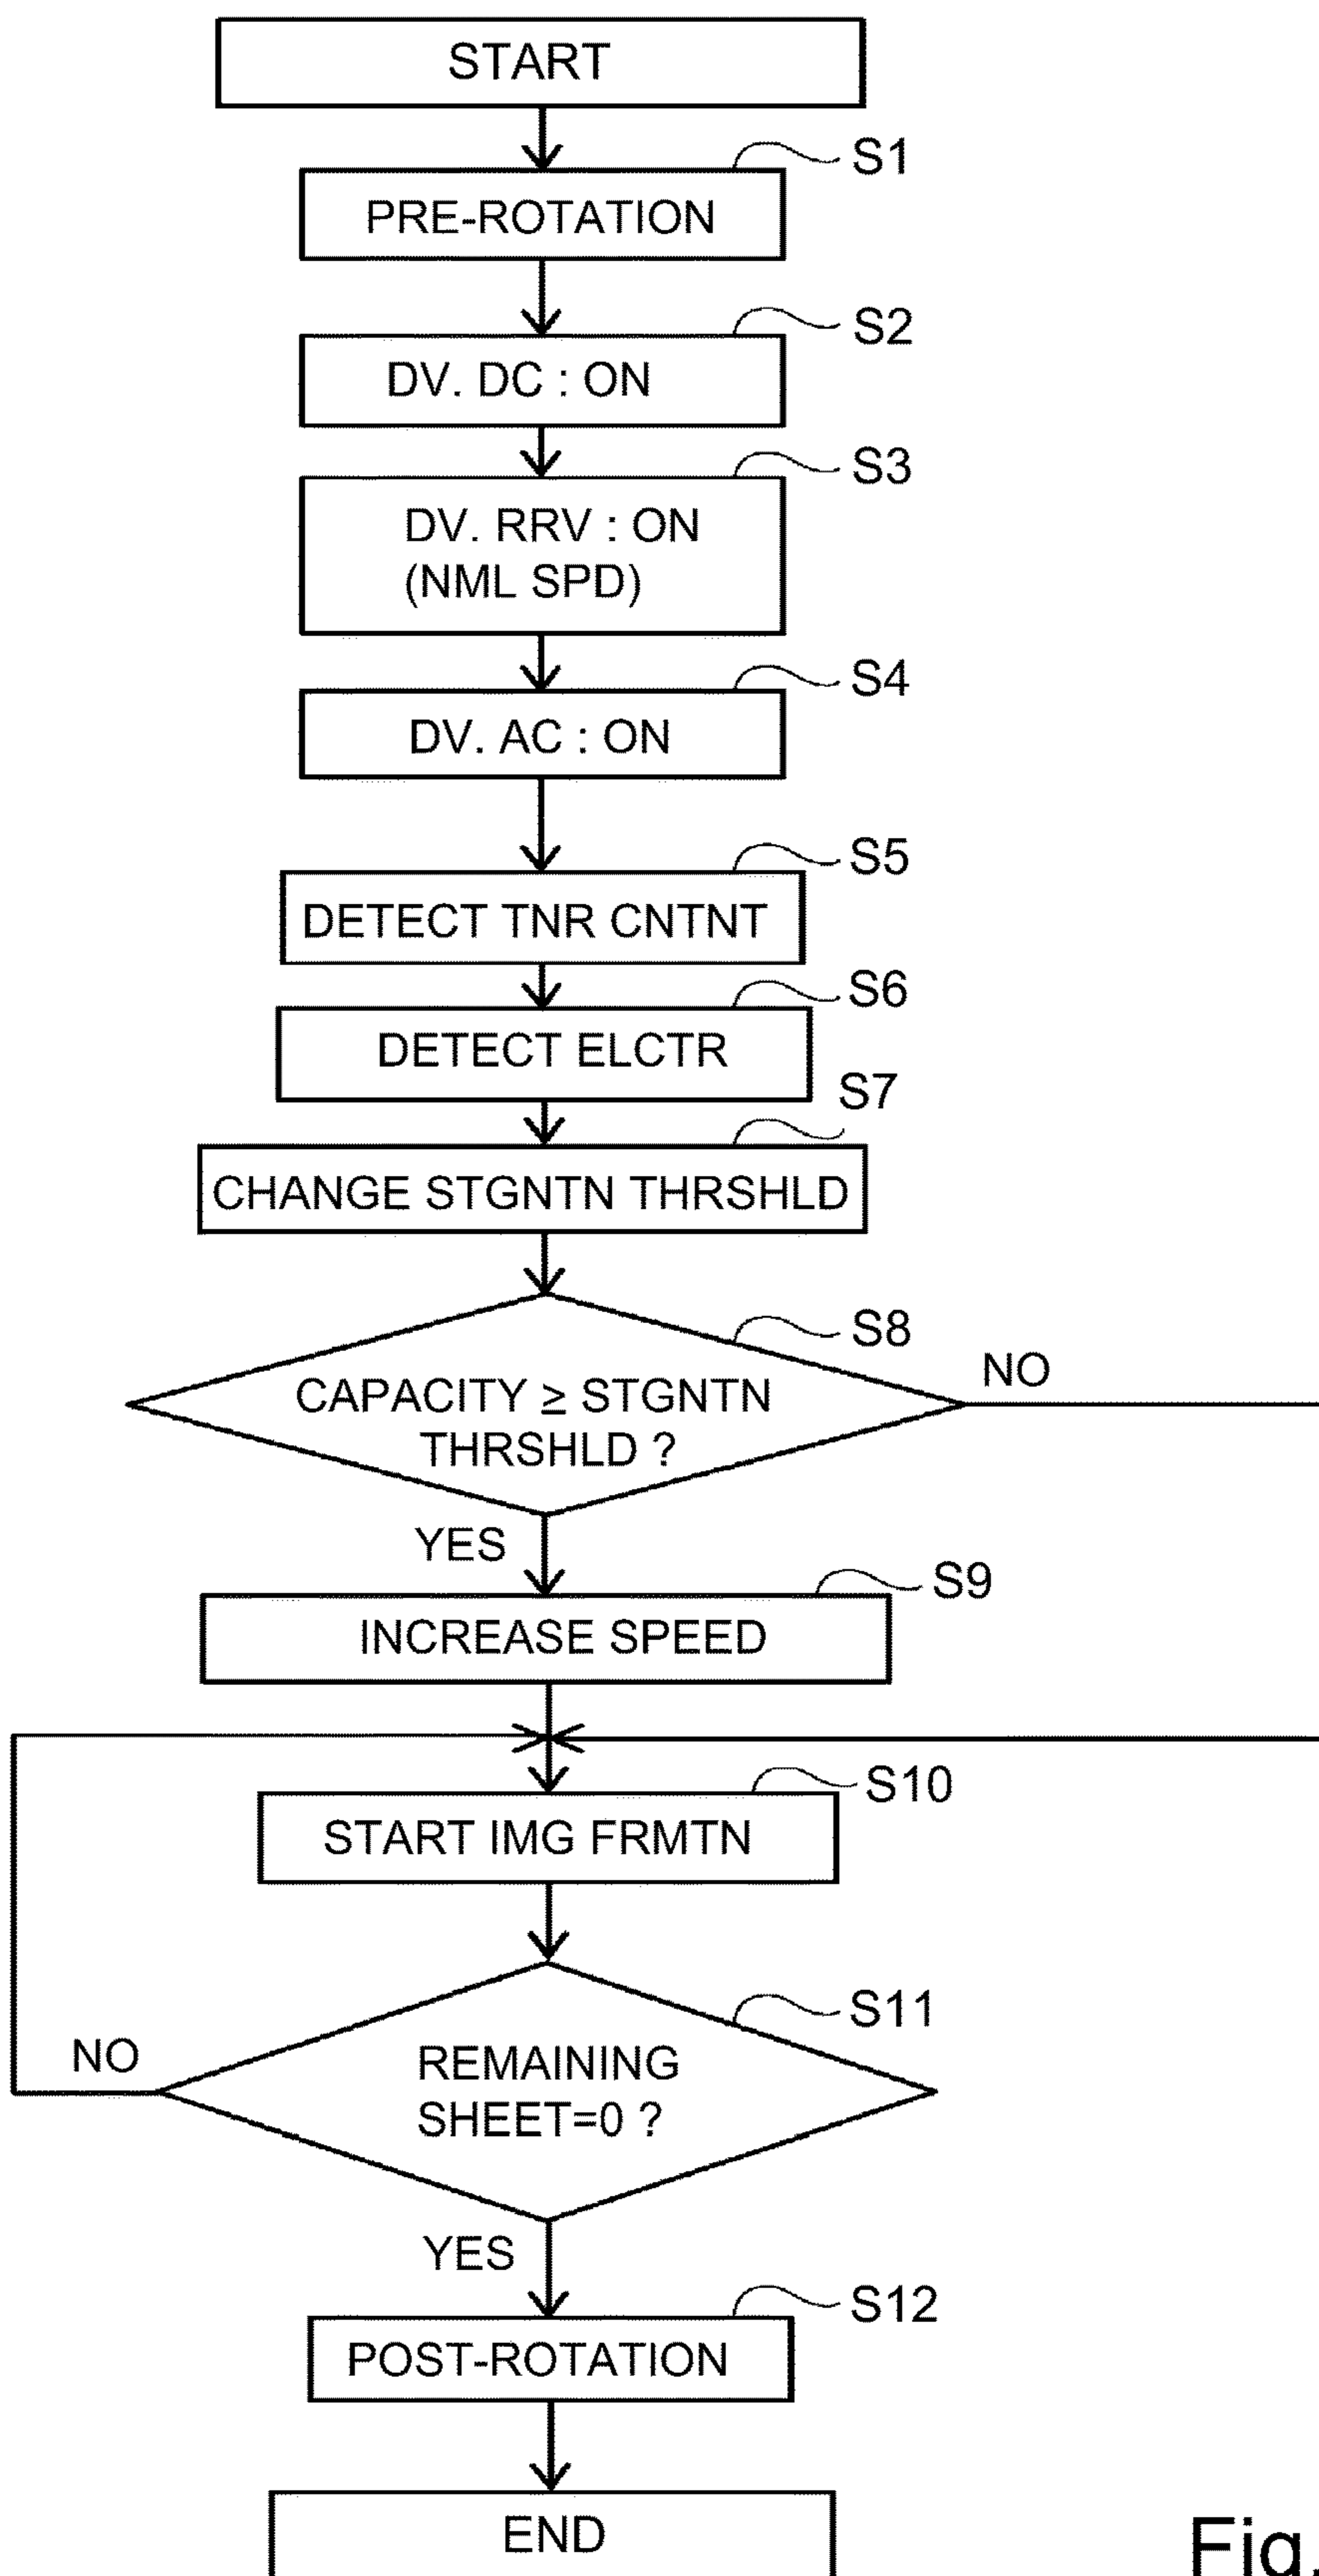 START
S1
PRE-ROTATION
S2
DV. DC : ON
S3
DV. RRV : ON
(NML SPD)
S4
DV. AC : ON
S5
DETECT TNR CNTNT
S6
DETECT ELCTR
S7
CHANGE STGNTN THRSHLD
S8
NO
CAPACITY ≥ STGNTN
THRSHLD ?
YES
S9
INCREASE SPEED
S10
START IMG FRMTN
S11
NO
REMAINING
SHEET=0 ?
YES
S12
POST-ROTATION
END
Fig.